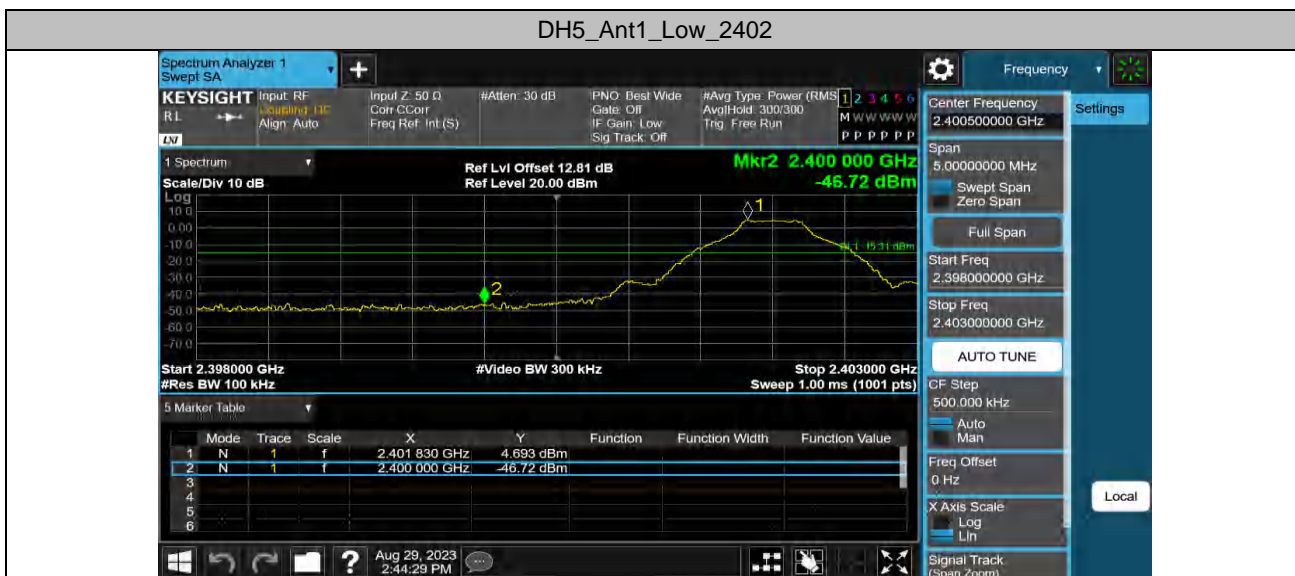 DH5_Ant1_Low_2402
Spectrum Analyzer 1
Swept SA
Frequency
KEYSIGHT
RL
LNI
Input: RF
Coupling: DC
Align: Auto
Input Z: 50 Ω
Corr CCorr
Freq Ref: Int (S)
#Atten: 30 dB
PNO: Best Wide
Gate: Off
IF Gain: Low
Sig Track: Off
#Avg Type: Power (RMS
Avg|Hold: 300/300
Trig: Free Run
1 2 3 4 5 6
M W W W W W
P P P P P P
1 Spectrum
Scale/Div 10 dB
Ref Lvl Offset 12.81 dB
Ref Level 20.00 dBm
Mkr2 2.400 000 GHz
-46.72 dBm
Log
10.0
0.00
-10.0
-20.0
-30.0
-40.0
-50.0
-60.0
-70.0
1
2
DL1 -15.31 dBm
Start 2.398000 GHz
#Video BW 300 kHz
Stop 2.403000 GHz
#Res BW 100 kHz
Sweep 1.00 ms (1001 pts)
5 Marker Table
Mode Trace Scale X Y Function Function Width Function Value
1 N 1 f 2.401 830 GHz 4.693 dBm
2 N 1 f 2.400 000 GHz -46.72 dBm
3
4
5
6
Aug 29, 2023
2:44:29 PM
Center Frequency
2.400500000 GHz
Settings
Span
5.00000000 MHz
Swept Span
Zero Span
Full Span
Start Freq
2.398000000 GHz
Stop Freq
2.403000000 GHz
AUTO TUNE
CF Step
500.000 kHz
Auto
Man
Freq Offset
0 Hz
X Axis Scale
Log
Lin
Local
Signal Track
(Span Zoom)